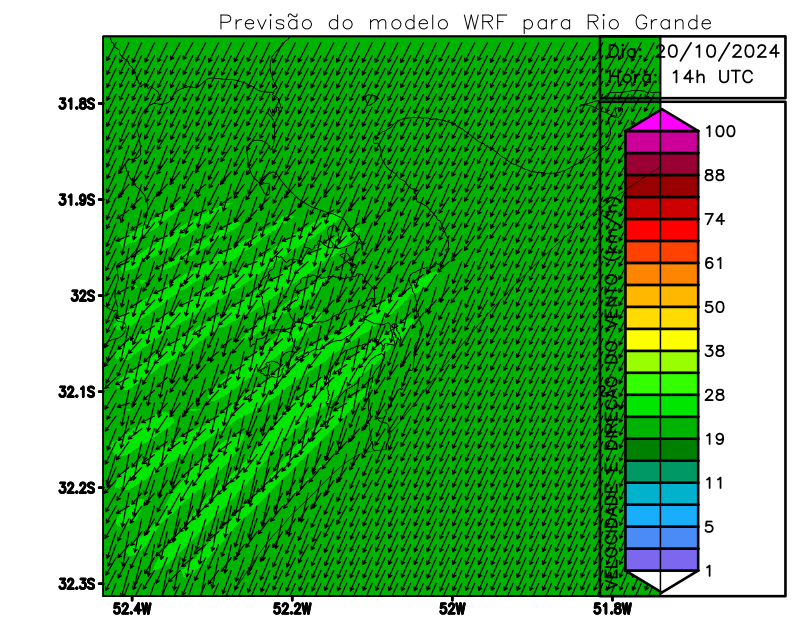 Previsão do modelo WRF para Rio Grande
Dia: 20/10/2024
Hora: 14h UTC
VELOCIDADE E DIREÇÃO DO VENTO (km/h)
100
88
74
61
50
38
28
19
11
5
1
31.8S
31.9S
32S
32.1S
32.2S
32.3S
52.4W
52.2W
52W
51.8W